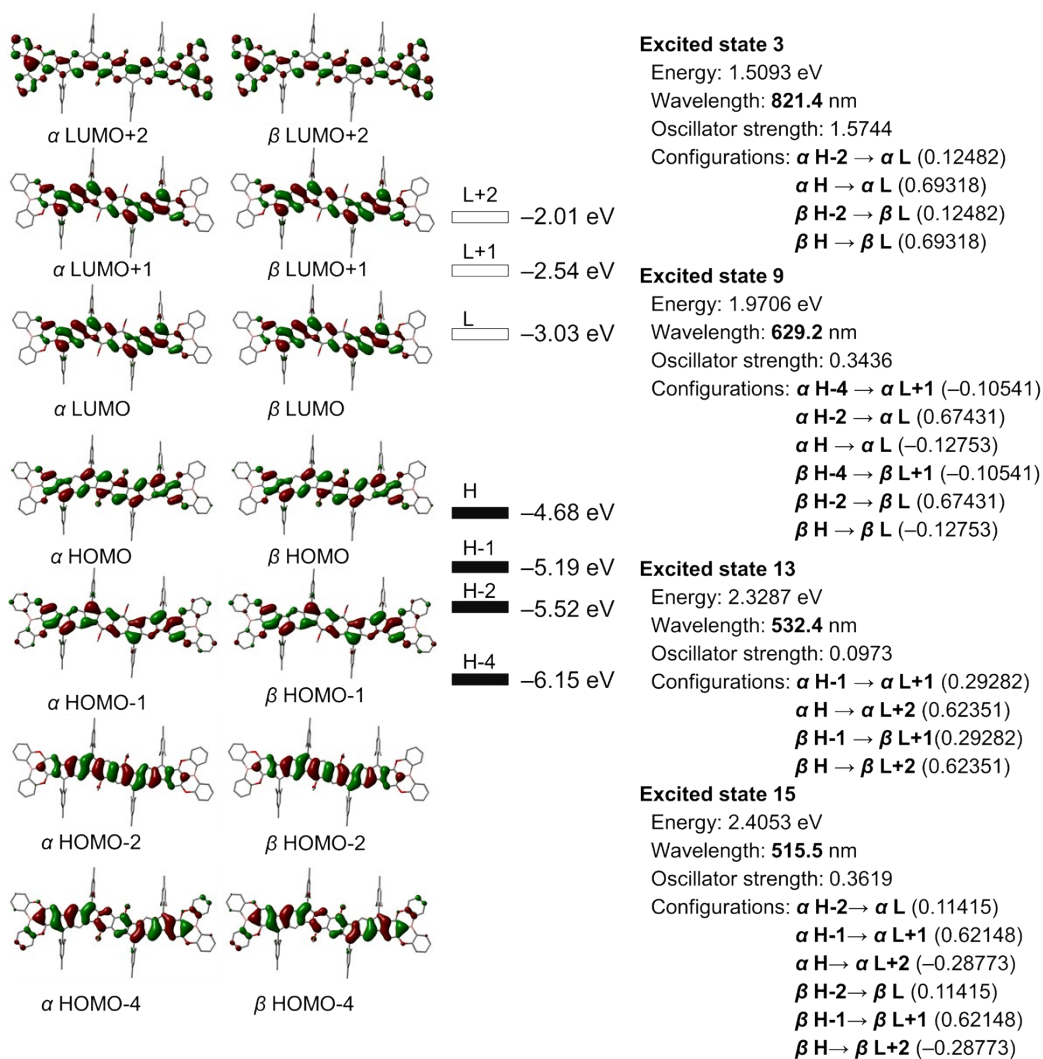 α LUMO+2
β LUMO+2
α LUMO+1
β LUMO+1
α LUMO
β LUMO
α HOMO
β HOMO
α HOMO-1
β HOMO-1
α HOMO-2
β HOMO-2
α HOMO-4
β HOMO-4
L+2
–2.01 eV
L+1
–2.54 eV
L
–3.03 eV
H
–4.68 eV
H-1
–5.19 eV
H-2
–5.52 eV
H-4
–6.15 eV
Excited state 3
Energy: 1.5093 eV
Wavelength: 821.4 nm
Oscillator strength: 1.5744
Configurations: α H-2 → α L (0.12482)
α H → α L (0.69318)
β H-2 → β L (0.12482)
β H → β L (0.69318)
Excited state 9
Energy: 1.9706 eV
Wavelength: 629.2 nm
Oscillator strength: 0.3436
Configurations: α H-4 → α L+1 (–0.10541)
α H-2 → α L (0.67431)
α H → α L (–0.12753)
β H-4 → β L+1 (–0.10541)
β H-2 → β L (0.67431)
β H → β L (–0.12753)
Excited state 13
Energy: 2.3287 eV
Wavelength: 532.4 nm
Oscillator strength: 0.0973
Configurations: α H-1 → α L+1 (0.29282)
α H → α L+2 (0.62351)
β H-1 → β L+1(0.29282)
β H → β L+2 (0.62351)
Excited state 15
Energy: 2.4053 eV
Wavelength: 515.5 nm
Oscillator strength: 0.3619
Configurations: α H-2→ α L (0.11415)
α H-1→ α L+1 (0.62148)
α H→ α L+2 (–0.28773)
β H-2→ β L (0.11415)
β H-1→ β L+1 (0.62148)
β H→ β L+2 (–0.28773)